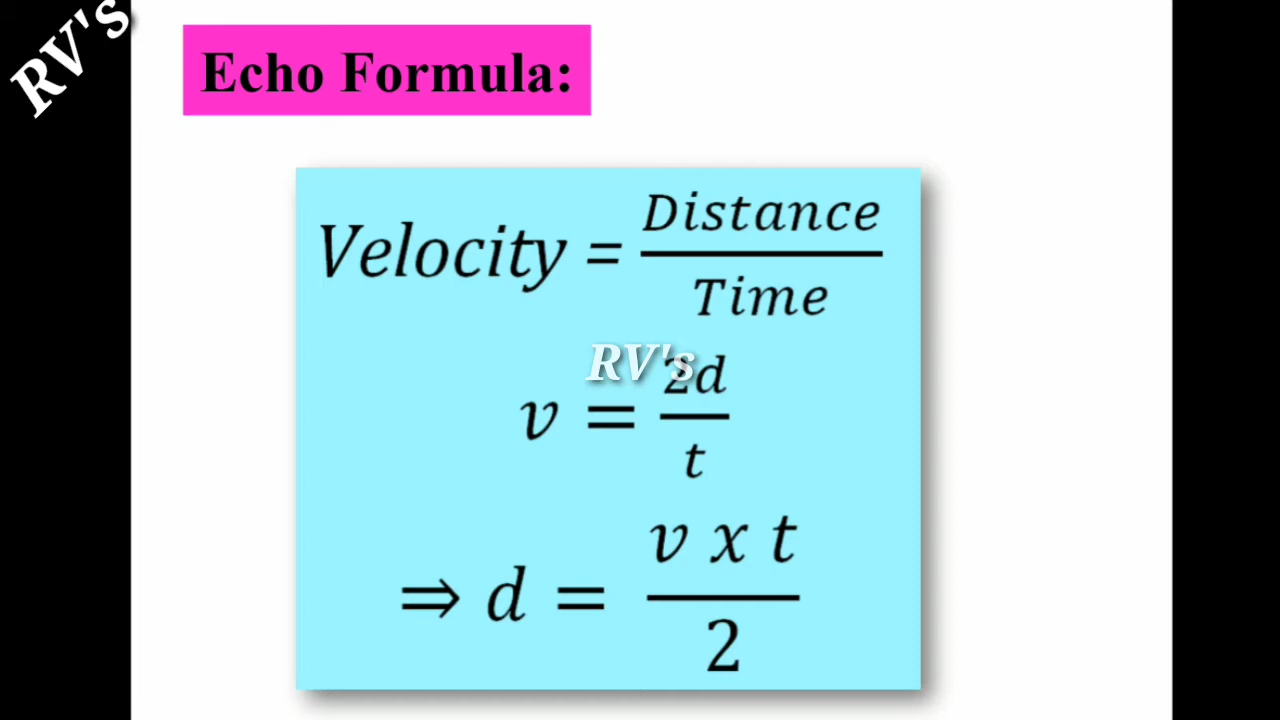 RV's
Echo Formula:
Velocity = Distance / Time
RV's
v = 2d / t
⇒ d = v x t / 2